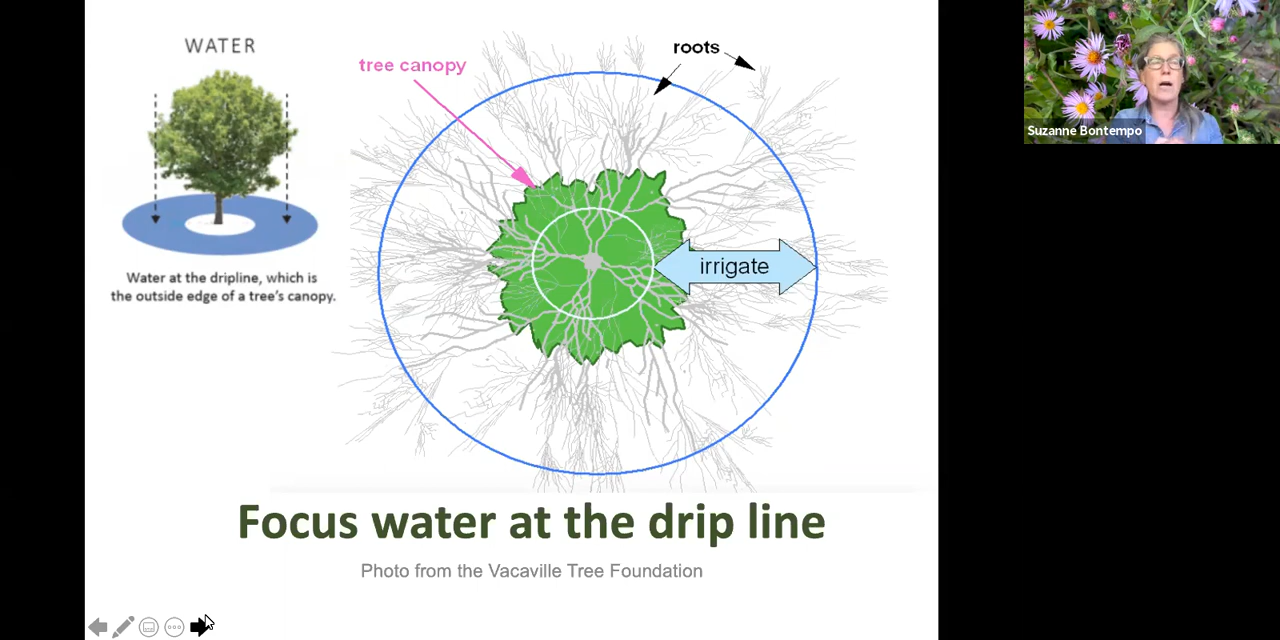 WATER
Water at the dripline, which is
the outside edge of a tree's canopy.
tree canopy
roots
irrigate
Focus water at the drip line
Photo from the Vacaville Tree Foundation
Suzanne Bontempo